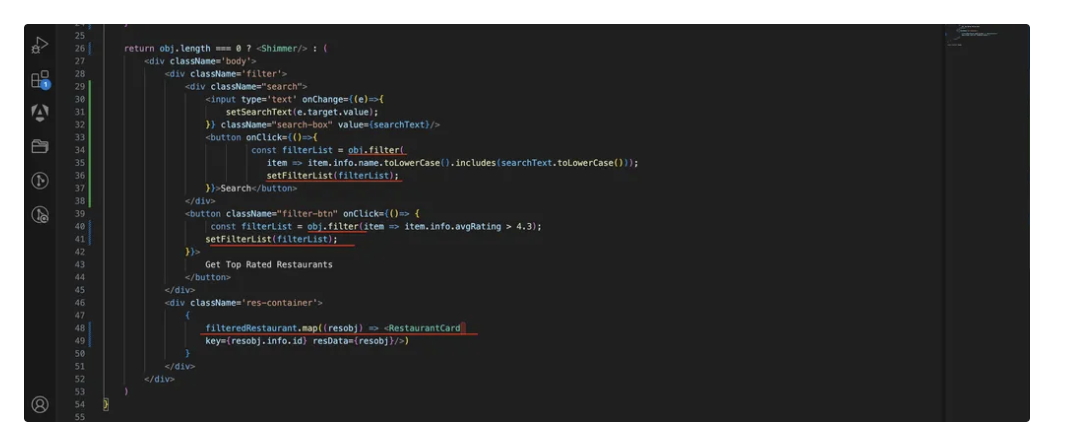 25
26 return obj.length === 0 ? <Shimmer/> : (
27 <div className='body'>
28 <div className='filter'>
29 <div className="search">
30 <input type='text' onChange={(e)=>{
31 setSearchText(e.target.value);
32 }} className="search-box" value={searchText}/>
33 <button onClick={()=>{
34 const filterList = obj.filter(
35 item => item.info.name.toLowerCase().includes(searchText.toLowerCase()));
36 setFilterList(filterList);
37 }}>Search</button>
38 </div>
39 <button className="filter-btn" onClick={()=> {
40 const filterList = obj.filter(item => item.info.avgRating > 4.3);
41 setFilterList(filterList);
42 }}>
43 Get Top Rated Restaurants
44 </button>
45 </div>
46 <div className='res-container'>
47 {
48 filteredRestaurant.map((resobj) => <RestaurantCard
49 key={resobj.info.id} resData={resobj}/>)
50 }
51 </div>
52 </div>
53 )
54 }
55
1